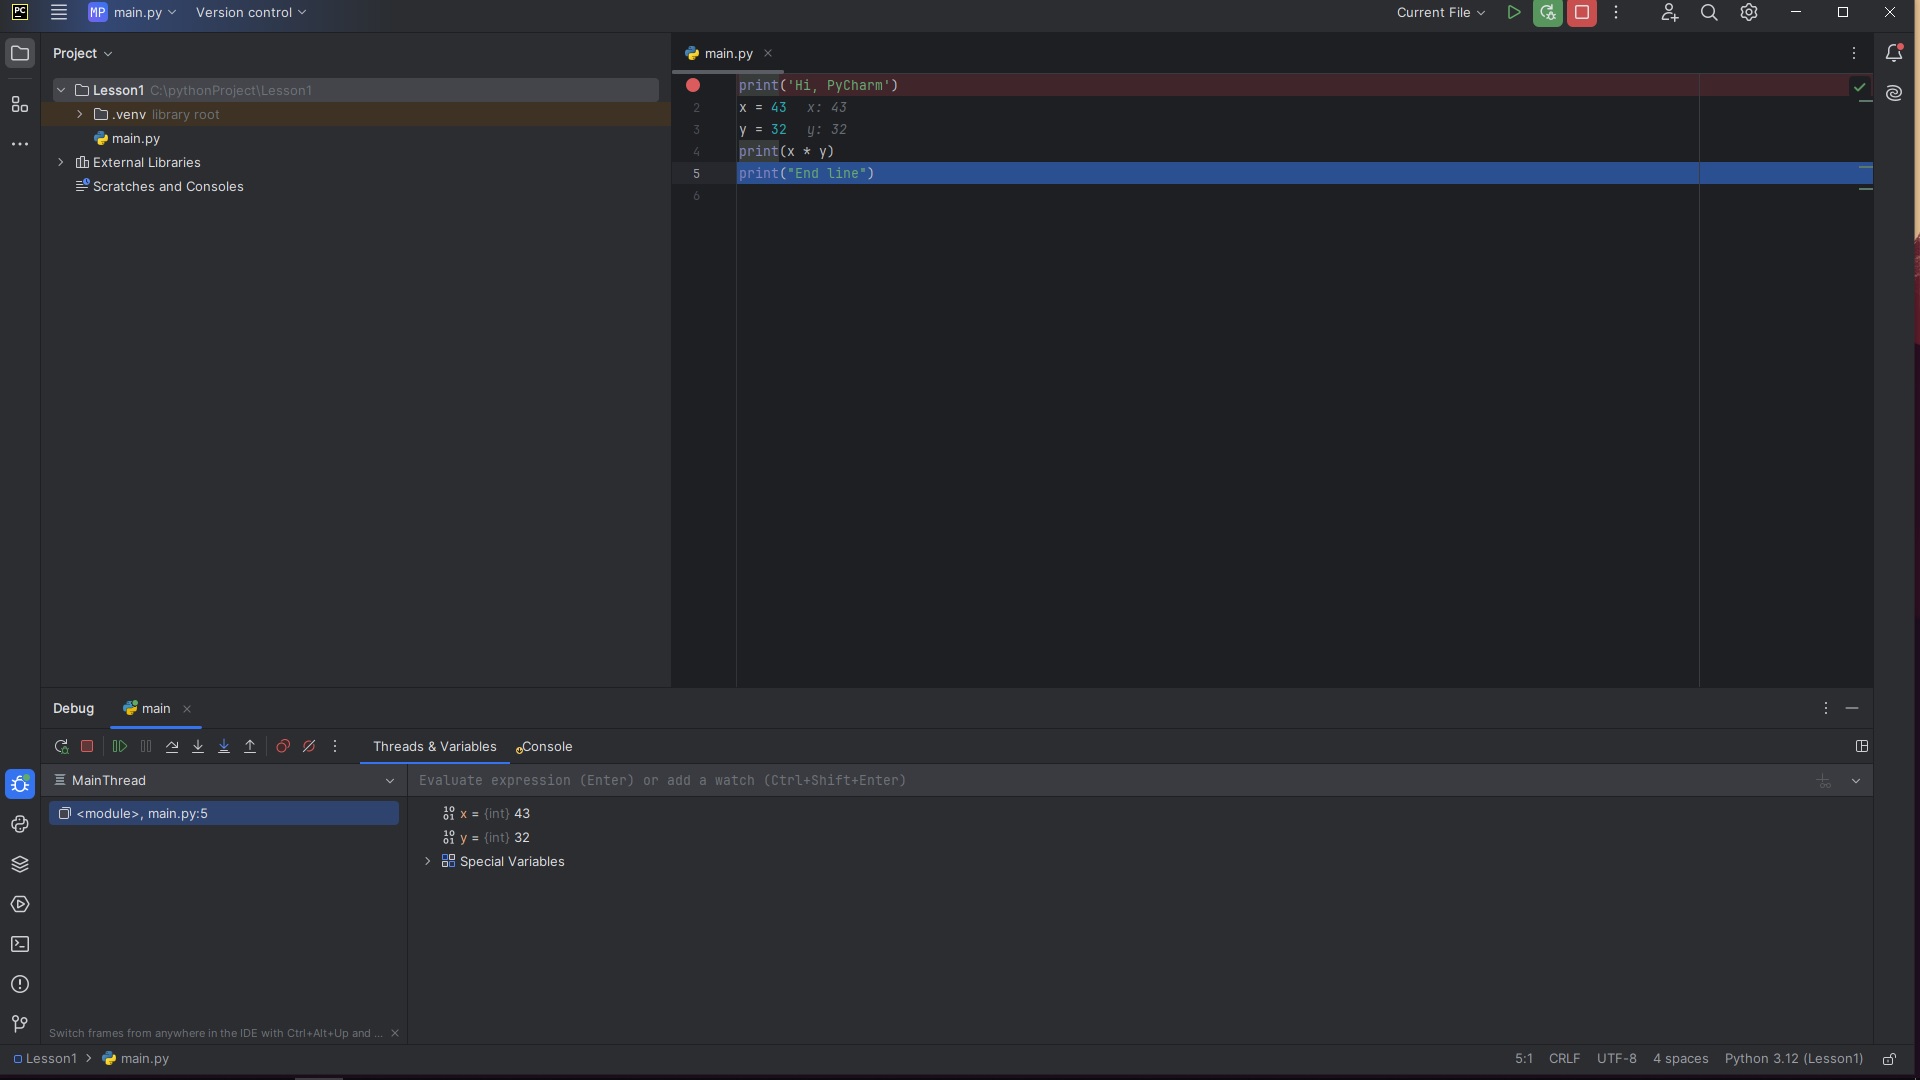 PC
MP main.py
Version control
Current File
Project
main.py
Lesson1 C:\pythonProject\Lesson1
.venv library root
main.py
External Libraries
Scratches and Consoles
print('Hi, PyCharm')
2 x = 43 x: 43
3 y = 32 y: 32
4 print(x * y)
5 print("End line")
6
Debug
main
Threads & Variables
Console
MainThread
Evaluate expression (Enter) or add a watch (Ctrl+Shift+Enter)
<module>, main.py:5
x = {int} 43
y = {int} 32
Special Variables
Switch frames from anywhere in the IDE with Ctrl+Alt+Up and ...
Lesson1 > main.py
5:1 CRLF UTF-8 4 spaces Python 3.12 (Lesson1)